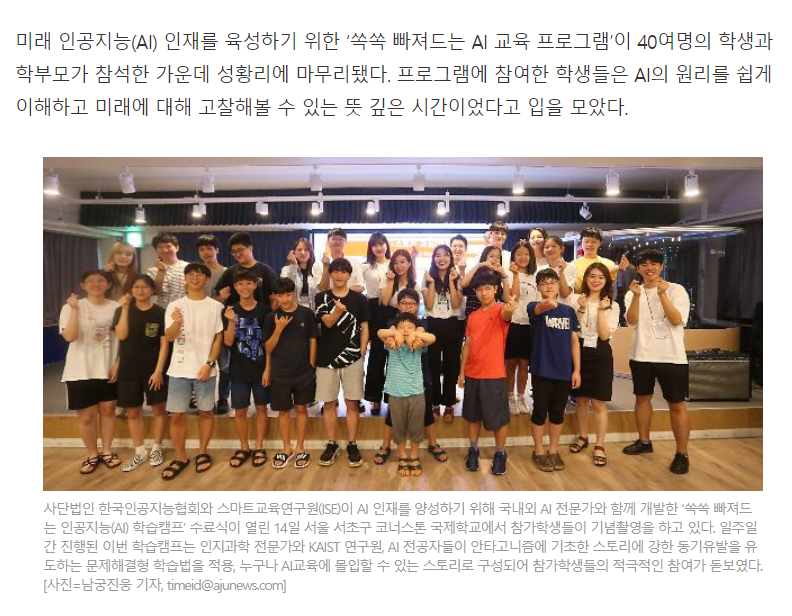 미래 인공지능(AI) 인재를 육성하기 위한 ‘쏙쏙 빠져드는 AI 교육 프로그램’이 40여명의 학생과
학부모가 참석한 가운데 성황리에 마무리됐다. 프로그램에 참여한 학생들은 AI의 원리를 쉽게
이해하고 미래에 대해 고찰해볼 수 있는 뜻 깊은 시간이었다고 입을 모았다.
MARVEL
사단법인 한국인공지능협회와 스마트교육연구원(ISE)이 AI 인재를 양성하기 위해 국내외 AI 전문가와 함께 개발한 ‘쏙쏙 빠져드
는 인공지능(AI) 학습캠프’ 수료식이 열린 14일 서울 서초구 코너스톤 국제학교에서 참가학생들이 기념촬영을 하고 있다. 일주일
간 진행된 이번 학습캠프는 인지과학 전문가와 KAIST 연구원, AI 전공자들이 안타고니즘에 기초한 스토리에 강한 동기유발을 유
도하는 문제해결형 학습법을 적용, 누구나 AI교육에 몰입할 수 있는 스토리로 구성되어 참가학생들의 적극적인 참여가 돋보였다.
[사진=남궁진웅 기자, timeid@ajunews.com]